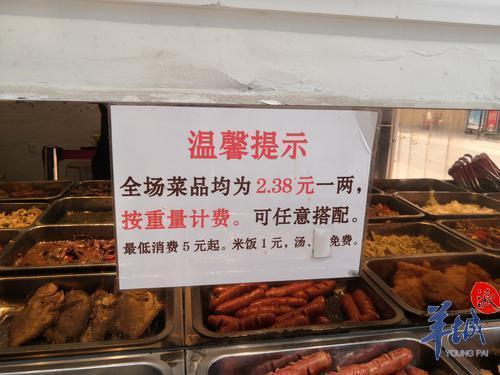 温馨提示
全场菜品均为 2.38 元一两，
按重量计费。可任意搭配。
最低消费 5 元起。米饭 1 元，汤、 免费。
羊城派
YOUNG PAI